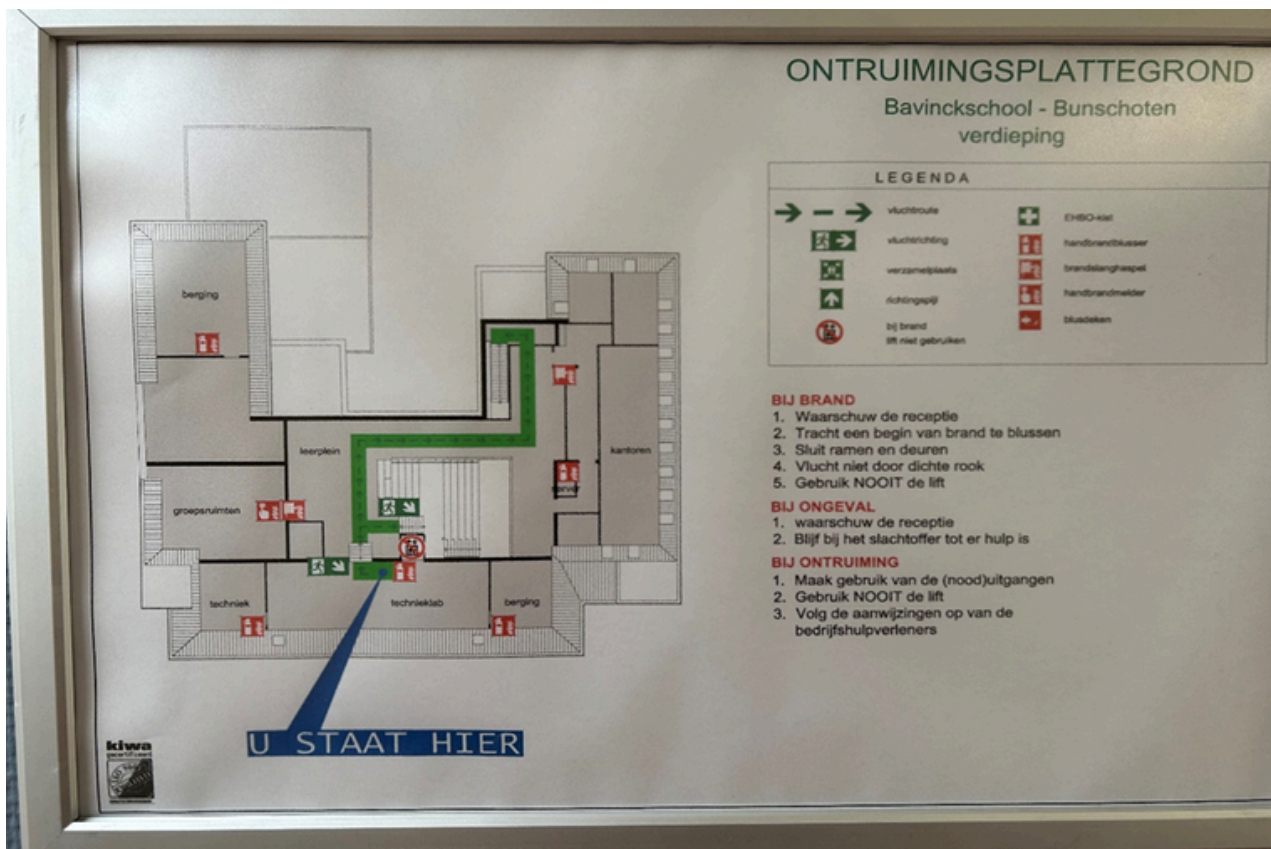 ONTRUIMINGSPLATTEGROND
Bavinckschool - Bunschoten
verdieping
LEGENDA
vluchtroute
vluchtrichting
verzamelplaats
richtingspijl
bij brand
lift niet gebruiken
EHBO-kist
handbrandblusser
brandslanghaspel
handbrandmelder
blusdeken
BIJ BRAND
1. Waarschuw de receptie
2. Tracht een begin van brand te blussen
3. Sluit ramen en deuren
4. Vlucht niet door dichte rook
5. Gebruik NOOIT de lift
BIJ ONGEVAL
1. waarschuw de receptie
2. Blijf bij het slachtoffer tot er hulp is
BIJ ONTRUIMING
1. Maak gebruik van de (nood)uitgangen
2. Gebruik NOOIT de lift
3. Volg de aanwijzingen op van de
bedrijfshulpverleners
berging
leerplein
kantoren
server
groepsruimten
techniek
technieklab
berging
U STAAT HIER
kiwa
gecertificeerd